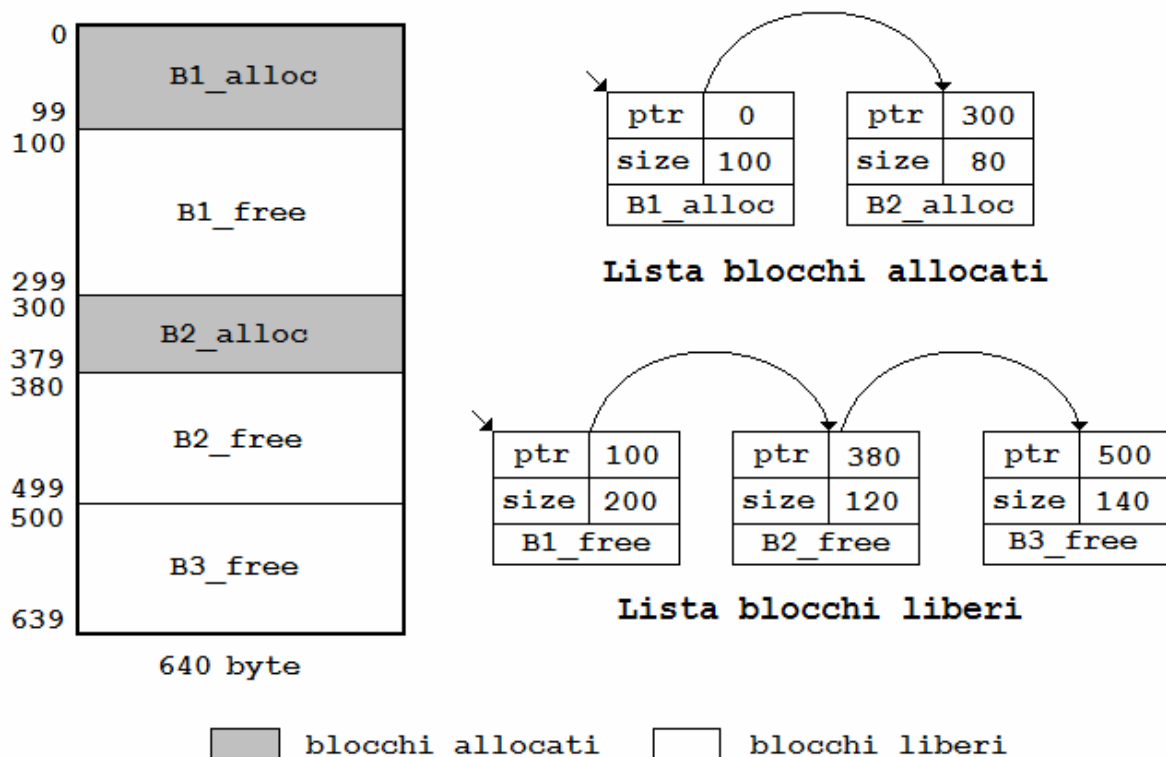 0
B1_alloc
99
100
B1_free
299
300
B2_alloc
379
380
B2_free
499
500
B3_free
639
640 byte
ptr 0
size 100
B1_alloc
ptr 300
size 80
B2_alloc
Lista blocchi allocati
ptr 100
size 200
B1_free
ptr 380
size 120
B2_free
ptr 500
size 140
B3_free
Lista blocchi liberi
blocchi allocati
blocchi liberi